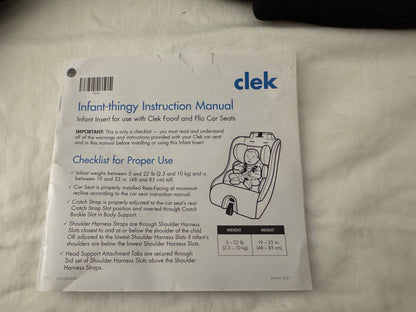 clek
Infant-thingy Instruction Manual
Infant Insert for use with Clek Foonf and Fllo Car Seats
IMPORTANT: This is only a checklist — you must read and understand
all of the warnings and instructions provided with your Clek car seat
and in this manual before installing or using this Infant Insert.
Checklist for Proper Use
✓ Infant weighs between 5 and 22 lb (2.3 and 10 kg) and is
between 19 and 33 in. (48 and 85 cm) tall.
✓ Car Seat is properly installed Rear-Facing at maximum
recline according to the car seat instruction manual.
✓ Crotch Strap is properly adjusted to the car seat's rear
Crotch Strap Slot position and inserted through Crotch
Buckle Slot in Body Support.
✓ Shoulder Harness Straps are through Shoulder Harness
Slots closest to and at or below the shoulder of the child
OR adjusted to the lowest Shoulder Harness Slots if infant's
shoulders are below the lowest Shoulder Harness Slots.
✓ Head Support Attachment Tabs are secured through
3rd set of Shoulder Harness Slots above the Shoulder
Harness Straps.
WEIGHT HEIGHT
5 – 22 lb. 19 – 33 in.
(2.3 – 10 kg) (48 – 85 cm)